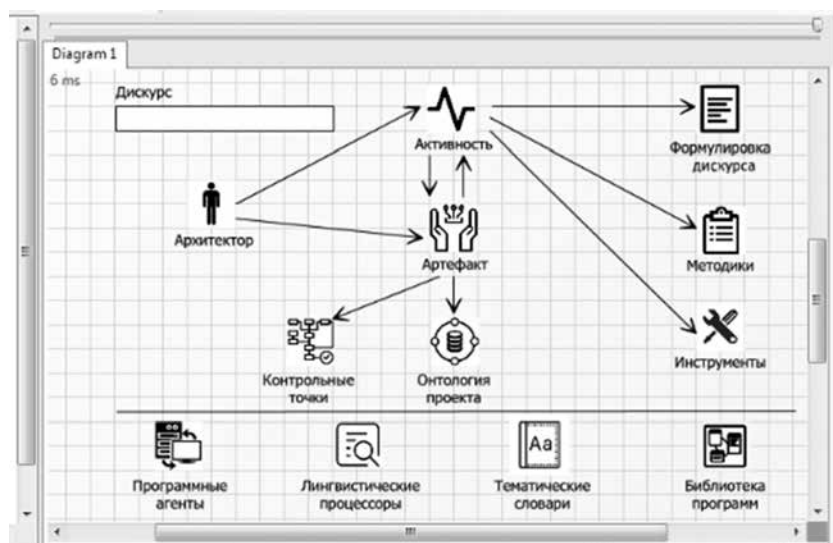 Diagram 1
6 ms
Дискурс
Активность
Формулировка
дискурса
Архитектор
Артефакт
Методики
Инструменты
Контрольные
точки
Онтология
проекта
Aa
Программные
агенты
Лингвистические
процессоры
Тематические
словари
Библиотека
программ